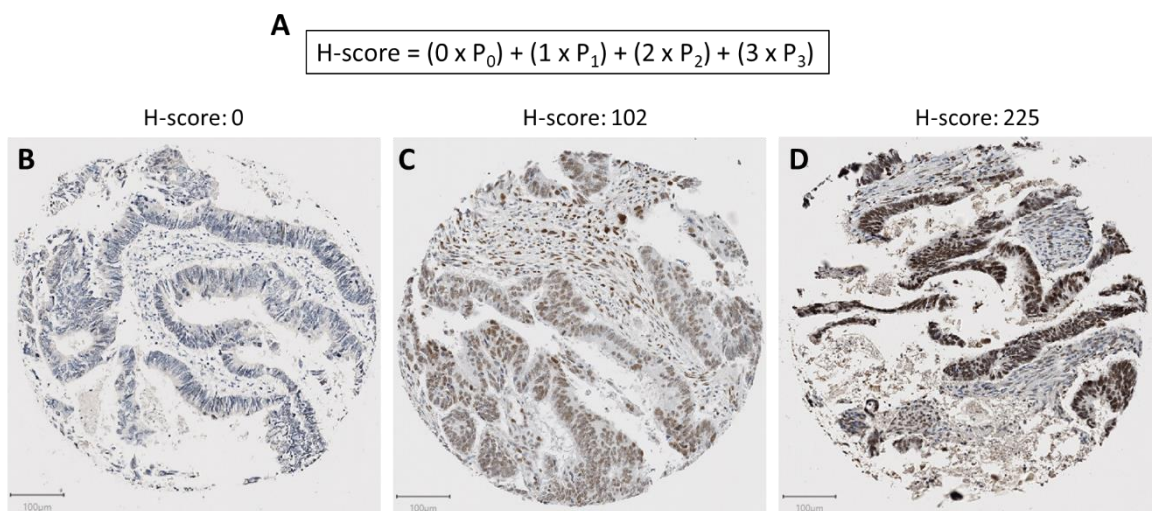 A
H-score = (0 x P₀) + (1 x P₁) + (2 x P₂) + (3 x P₃)
H-score: 0
H-score: 102
H-score: 225
B
C
D
100µm
100µm
100µm